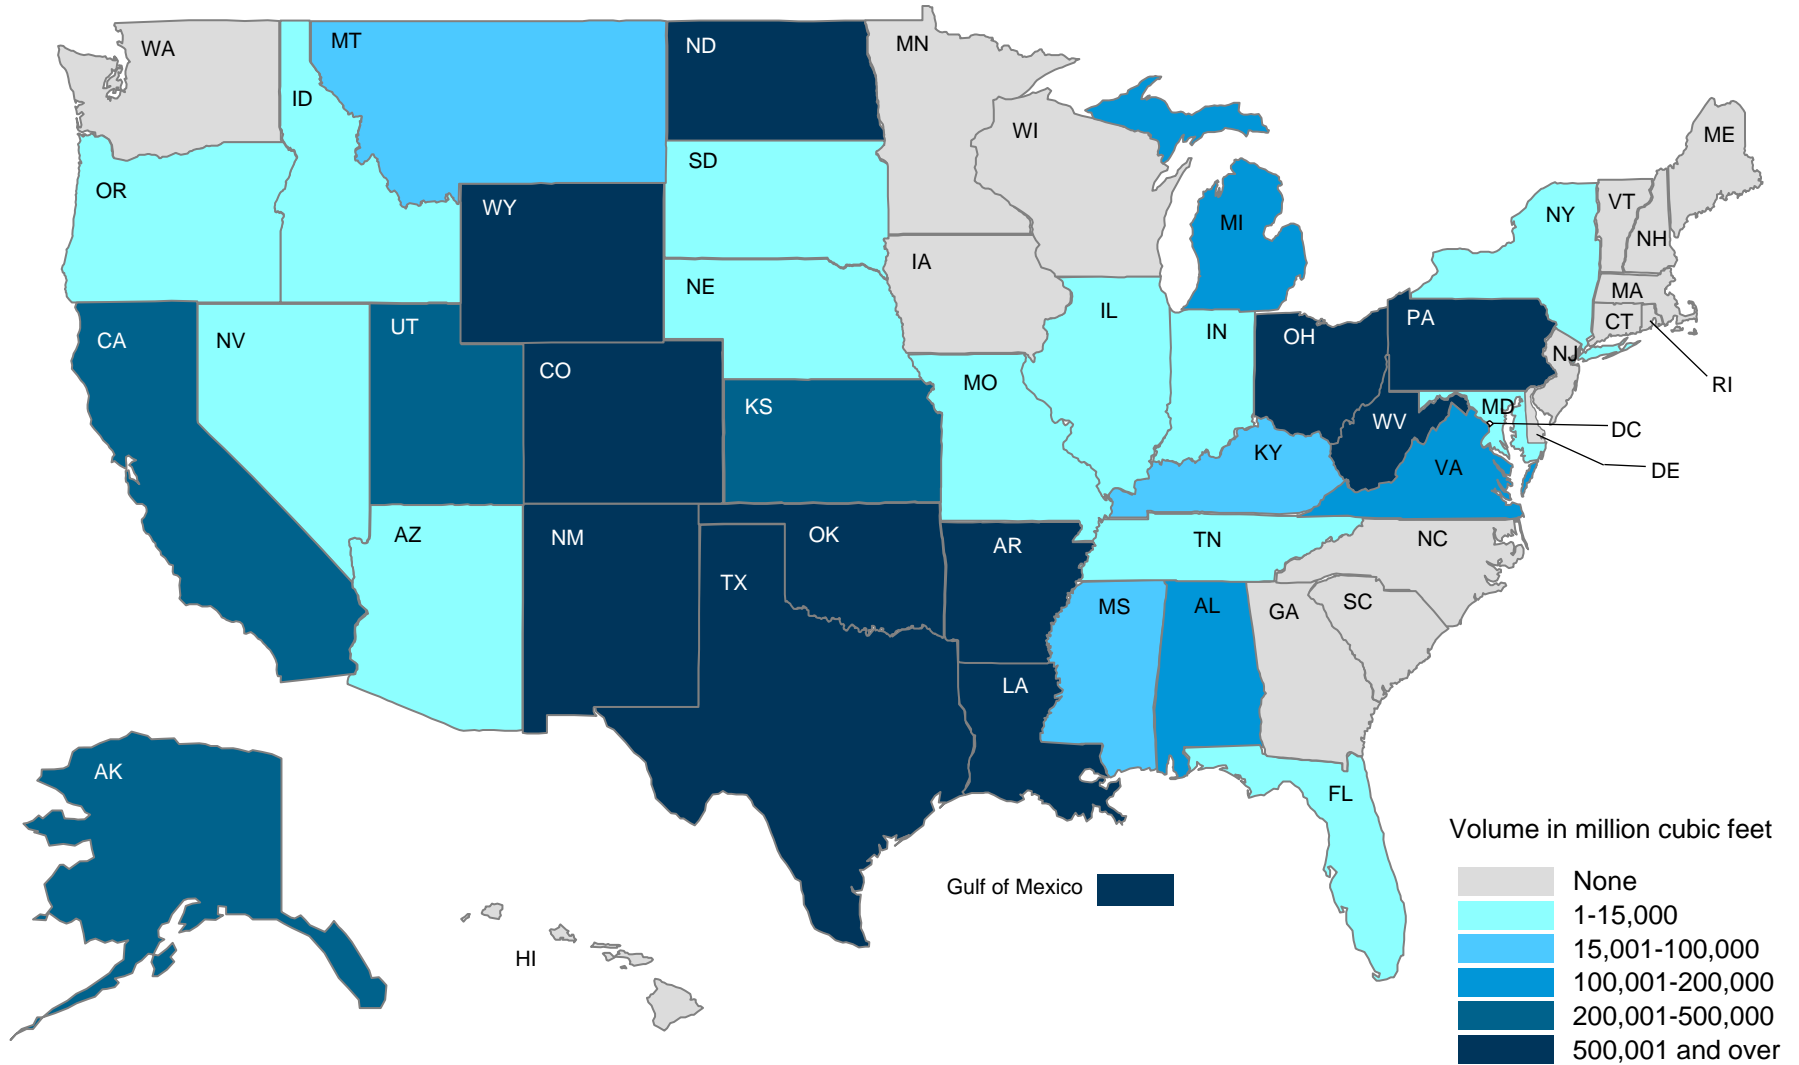 WA
MT
ND
MN
ID
WI
ME
SD
OR
VT
NY
WY
MI
NH
IA
NE
MA
IL
PA
CT
UT
IN
OH
CA
NV
NJ
CO
MO
RI
KS
MD
WV
DC
KY
VA
DE
AZ
NM
OK
AR
TN
NC
TX
MS
AL
GA
SC
LA
AK
FL
Gulf of Mexico
HI
Volume in million cubic feet
None
1-15,000
15,001-100,000
100,001-200,000
200,001-500,000
500,001 and over